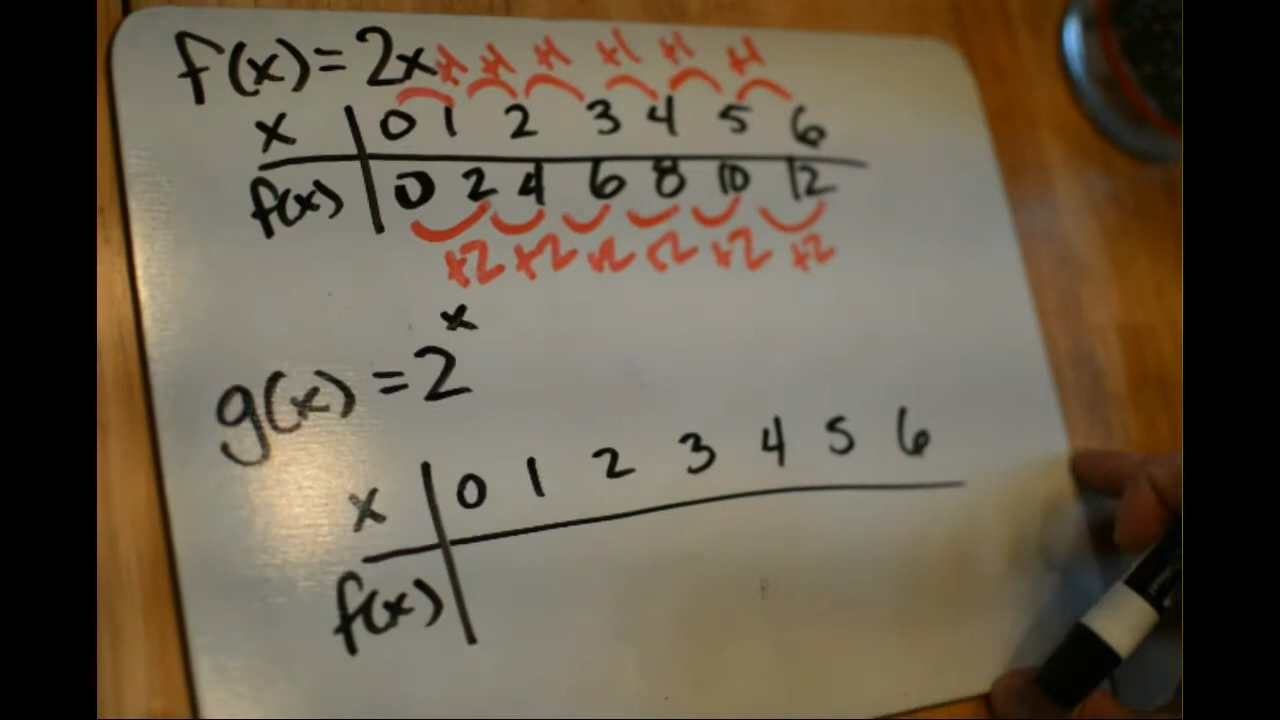 f(x)=2x
+1 +1 +1 +1 +1 +1
x 0 1 2 3 4 5 6
f(x) 0 2 4 6 8 10 12
+2 +2 +2 +2 +2 +2
g(x)=2ˣ
x 0 1 2 3 4 5 6
f(x)